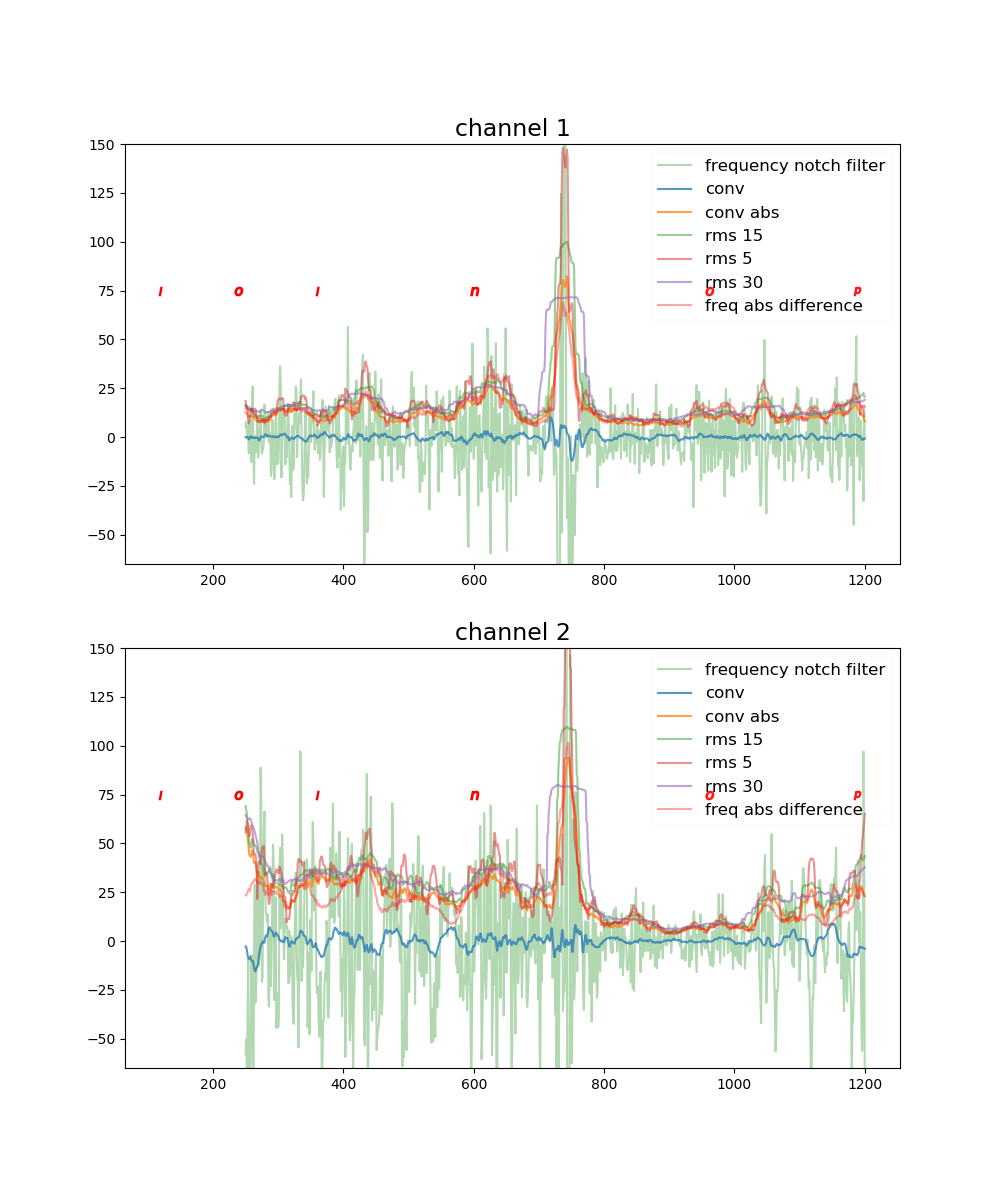 channel 1
150
125
100
75
50
25
0
−25
−50
frequency notch filter
conv
conv abs
rms 15
rms 5
rms 30
freq abs difference
l o l n o p
200 400 600 800 1000 1200
channel 2
150
125
100
75
50
25
0
−25
−50
frequency notch filter
conv
conv abs
rms 15
rms 5
rms 30
freq abs difference
l o l n o p
200 400 600 800 1000 1200